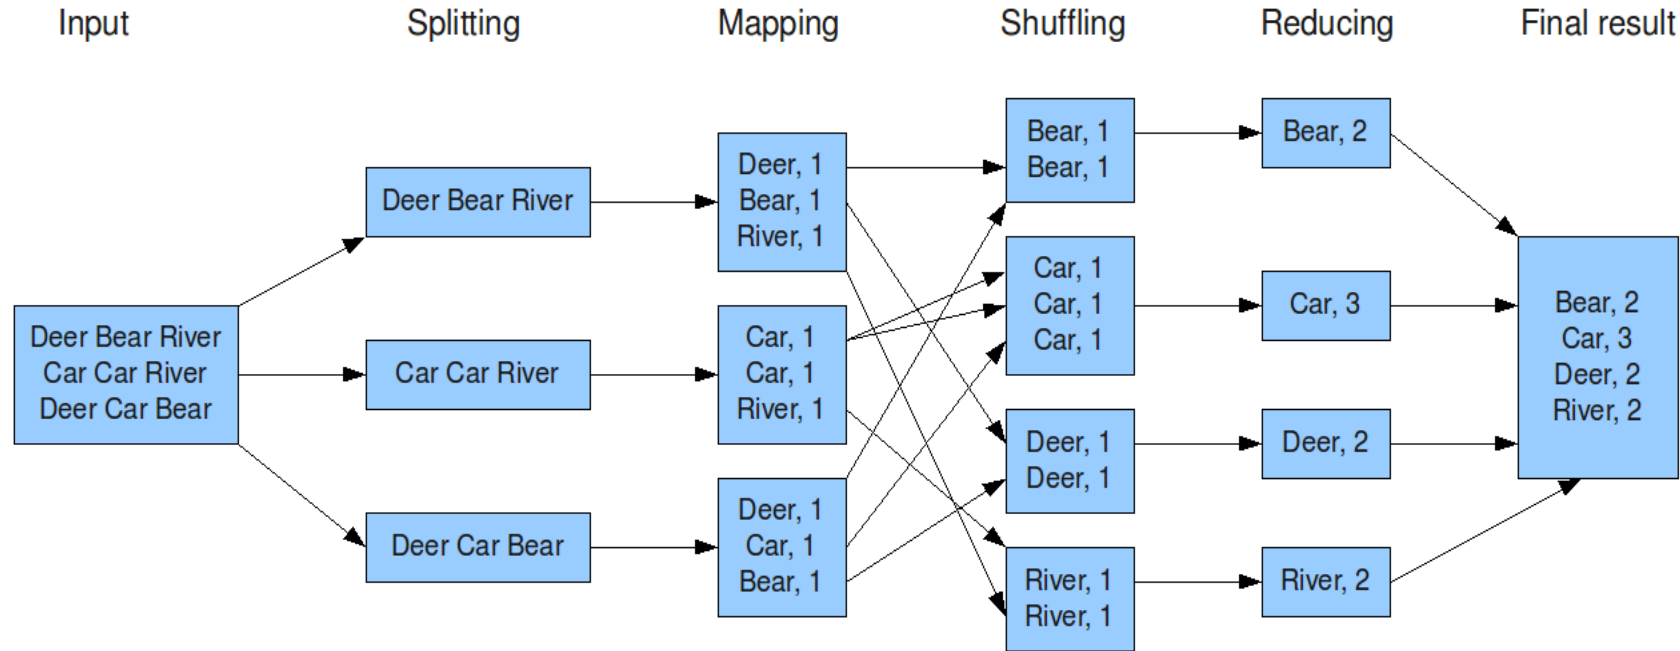 Input
Splitting
Mapping
Shuffling
Reducing
Final result
Deer Bear River
Car Car River
Deer Car Bear
Deer Bear River
Car Car River
Deer Car Bear
Deer, 1
Bear, 1
River, 1
Car, 1
Car, 1
River, 1
Deer, 1
Car, 1
Bear, 1
Bear, 1
Bear, 1
Car, 1
Car, 1
Car, 1
Deer, 1
Deer, 1
River, 1
River, 1
Bear, 2
Car, 3
Deer, 2
River, 2
Bear, 2
Car, 3
Deer, 2
River, 2